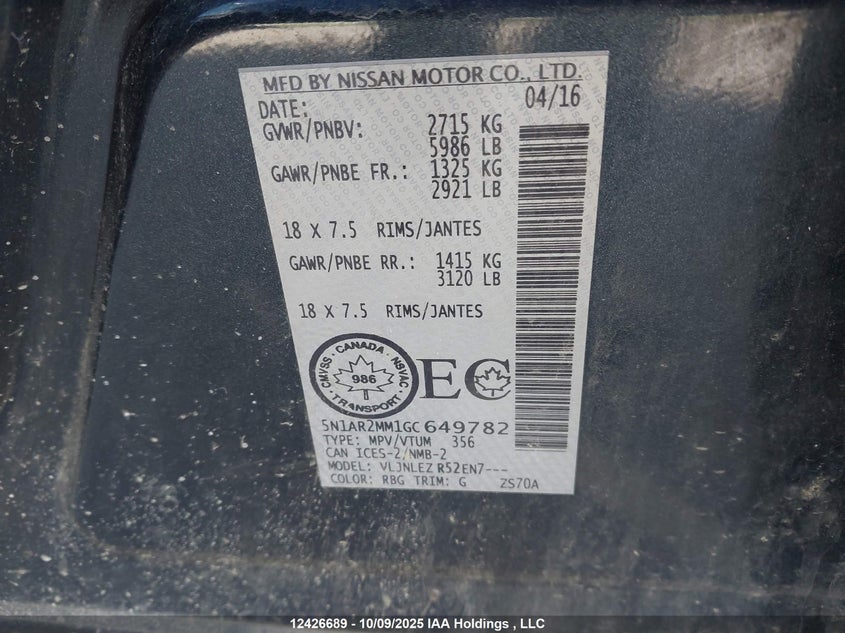 MFD BY NISSAN MOTOR CO., LTD.
DATE: 04/16
GVWR/PNBV: 2715 KG
5986 LB
GAWR/PNBE FR.: 1325 KG
2921 LB
18 X 7.5 RIMS/JANTES
GAWR/PNBE RR.: 1415 KG
3120 LB
18 X 7.5 RIMS/JANTES
CANADA
CMVSS NSVAC
986
TRANSPORT
EC
5N1AR2MM1GC649782
TYPE: MPV/VTUM 356
CAN ICES-2/NMB-2
MODEL: VLJNLEZ R52EN7---
COLOR: RBG TRIM: G ZS70A
12426689 - 10/09/2025 IAA Holdings , LLC